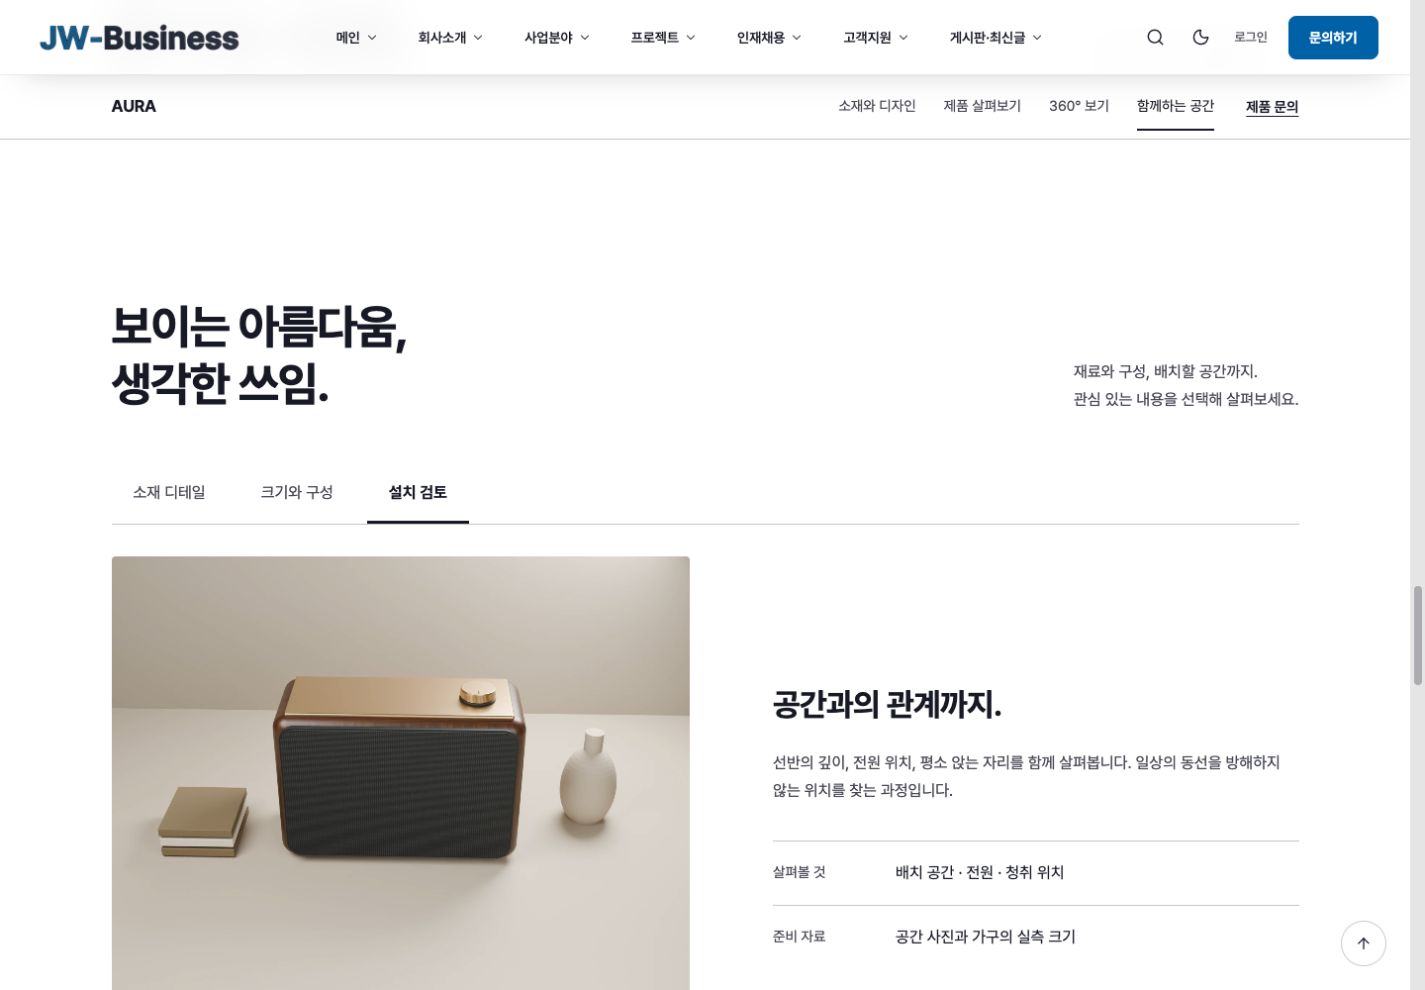 JW-Business
메인
회사소개
사업분야
프로젝트
인재채용
고객지원
게시판·최신글
로그인
문의하기
AURA
소재와 디자인
제품 살펴보기
360° 보기
함께하는 공간
제품 문의
보이는 아름다움,
생각한 쓰임.
재료와 구성, 배치할 공간까지.
관심 있는 내용을 선택해 살펴보세요.
소재 디테일
크기와 구성
설치 검토
공간과의 관계까지.
선반의 깊이, 전원 위치, 평소 앉는 자리를 함께 살펴봅니다. 일상의 동선을 방해하지
않는 위치를 찾는 과정입니다.
살펴볼 것
배치 공간 · 전원 · 청취 위치
준비 자료
공간 사진과 가구의 실측 크기